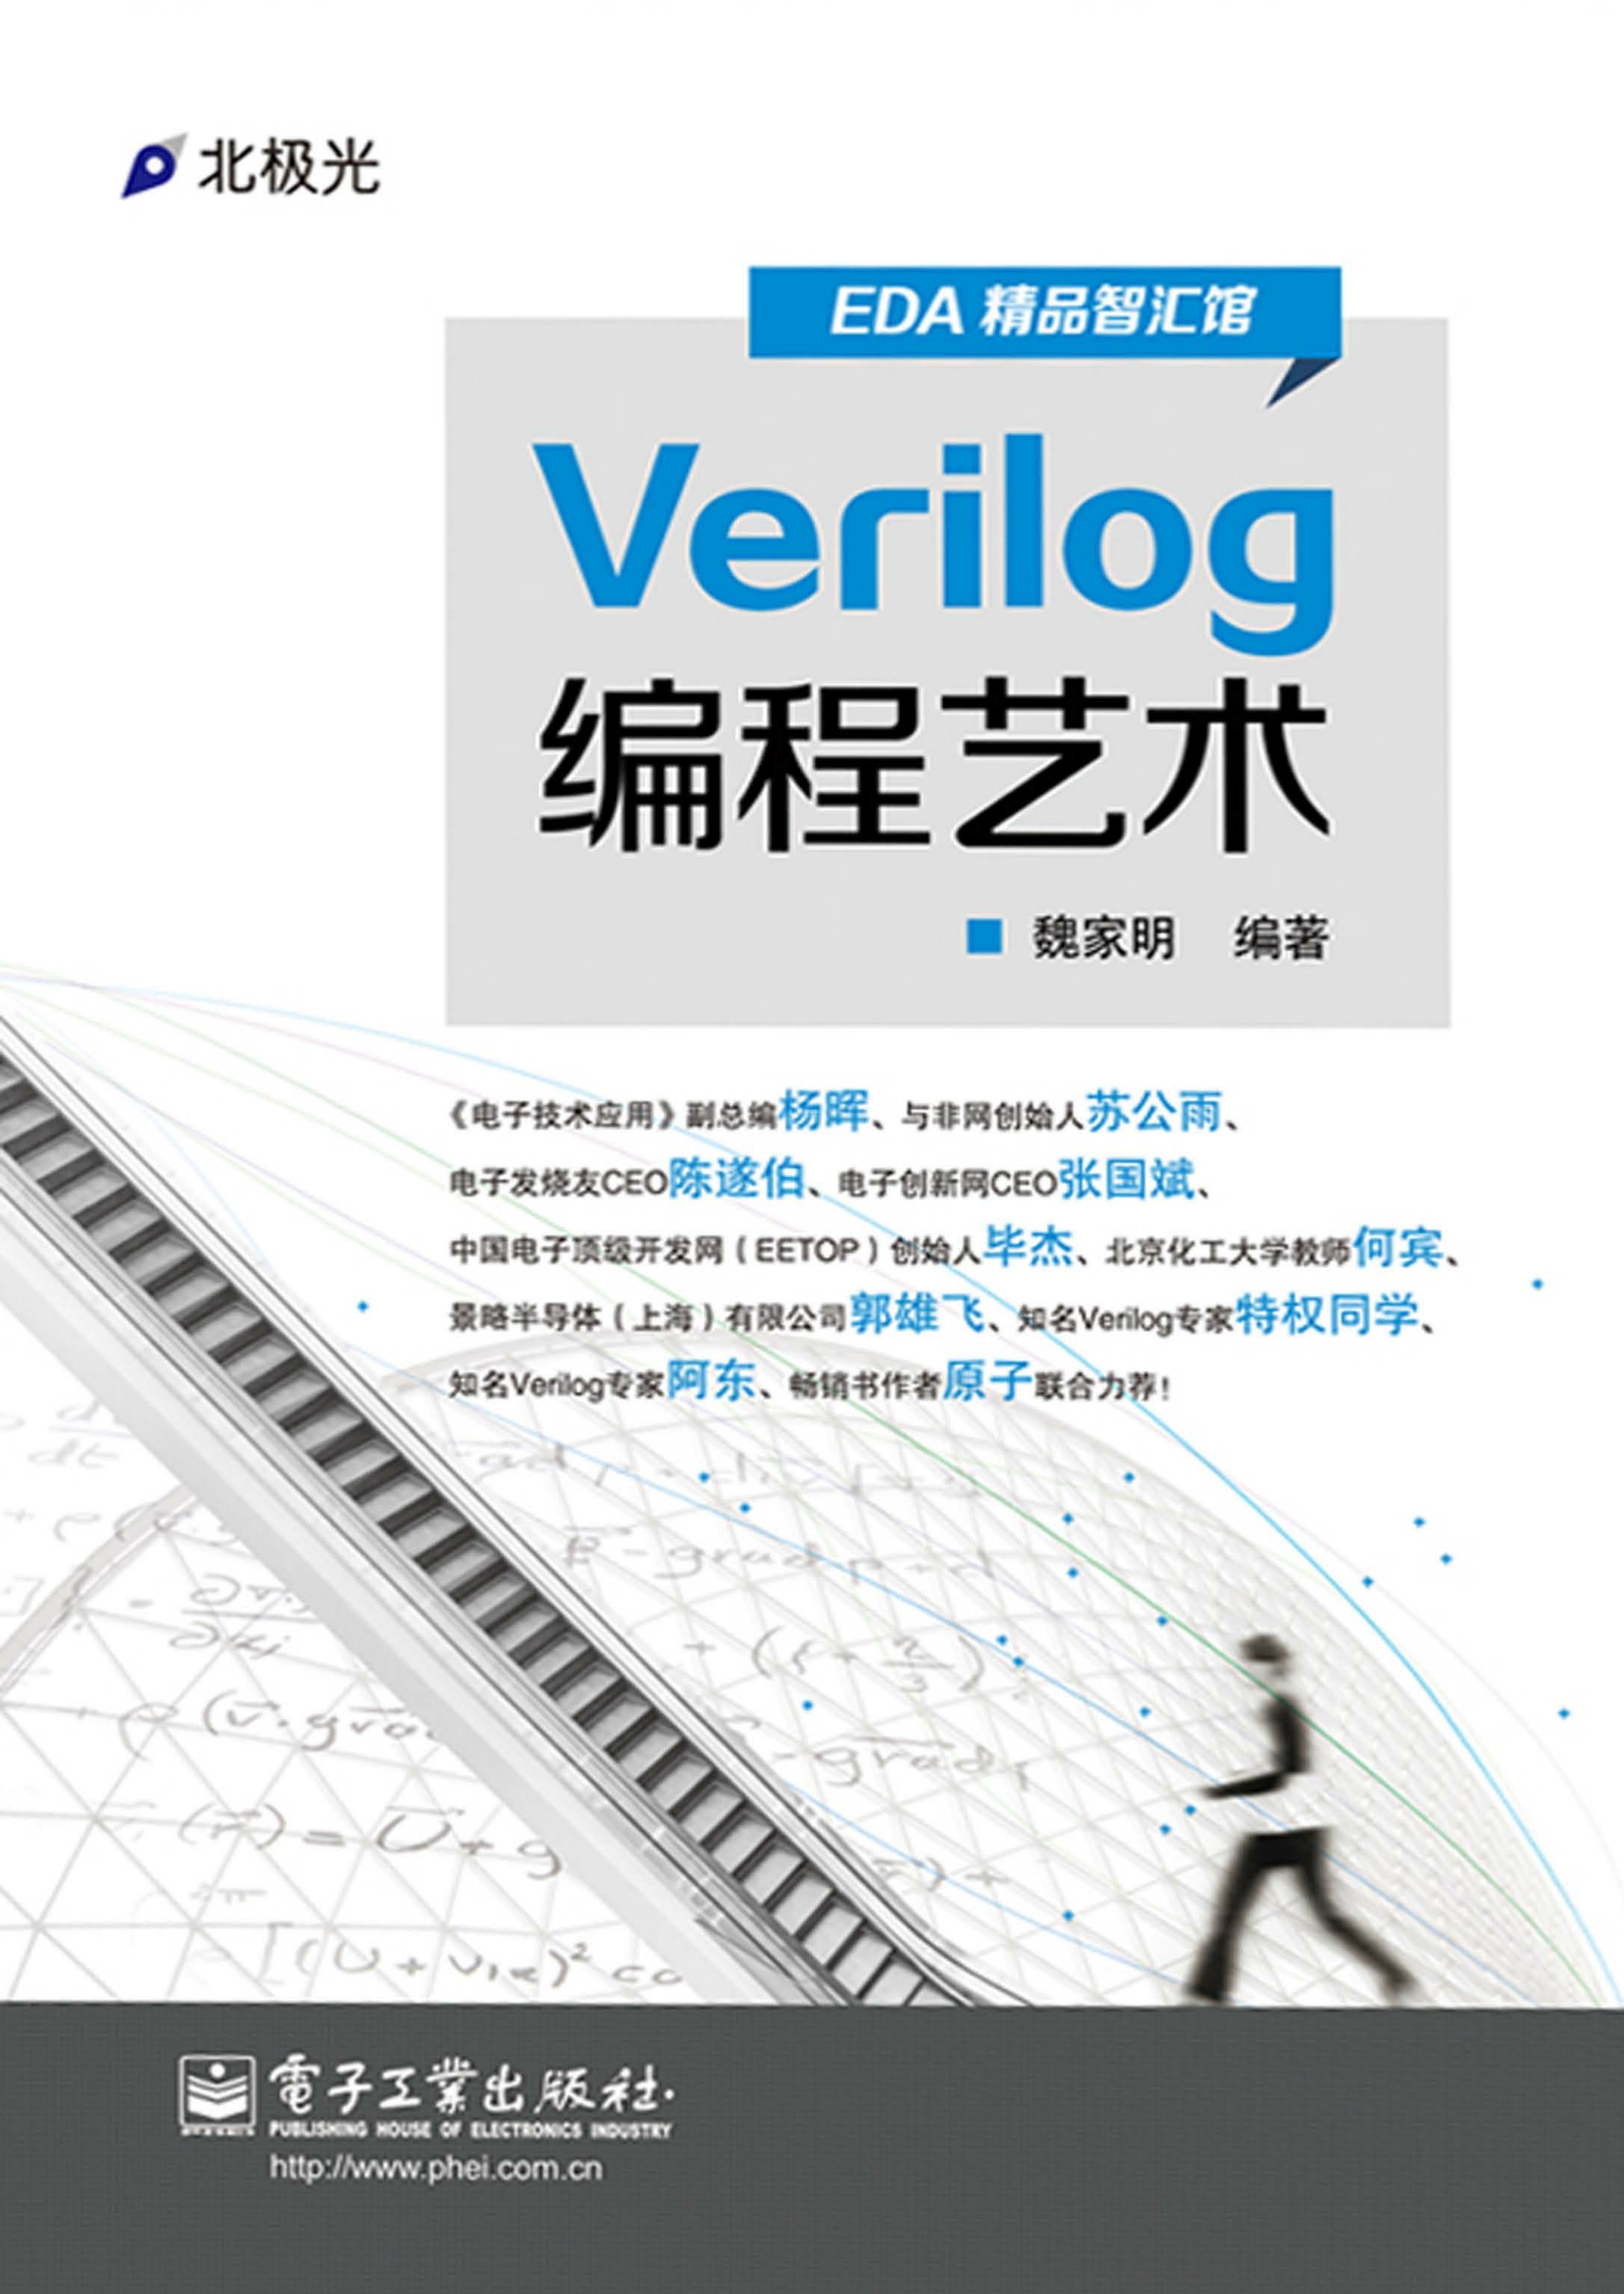 北极光
EDA 精品智汇馆
Verilog
编程艺术
魏家明 编著
《电子技术应用》副总编杨晖、与非网创始人苏公雨、
电子发烧友CEO陈遂伯、电子创新网CEO张国斌、
中国电子顶级开发网（EETOP）创始人毕杰、北京化工大学教师何宾、
景略半导体（上海）有限公司郭雄飞、知名Verilog专家特权同学、
知名Verilog专家阿东、畅销书作者原子联合力荐！
電子工業出版社·
PUBLISHING HOUSE OF ELECTRONICS INDUSTRY
http://www.phei.com.cn